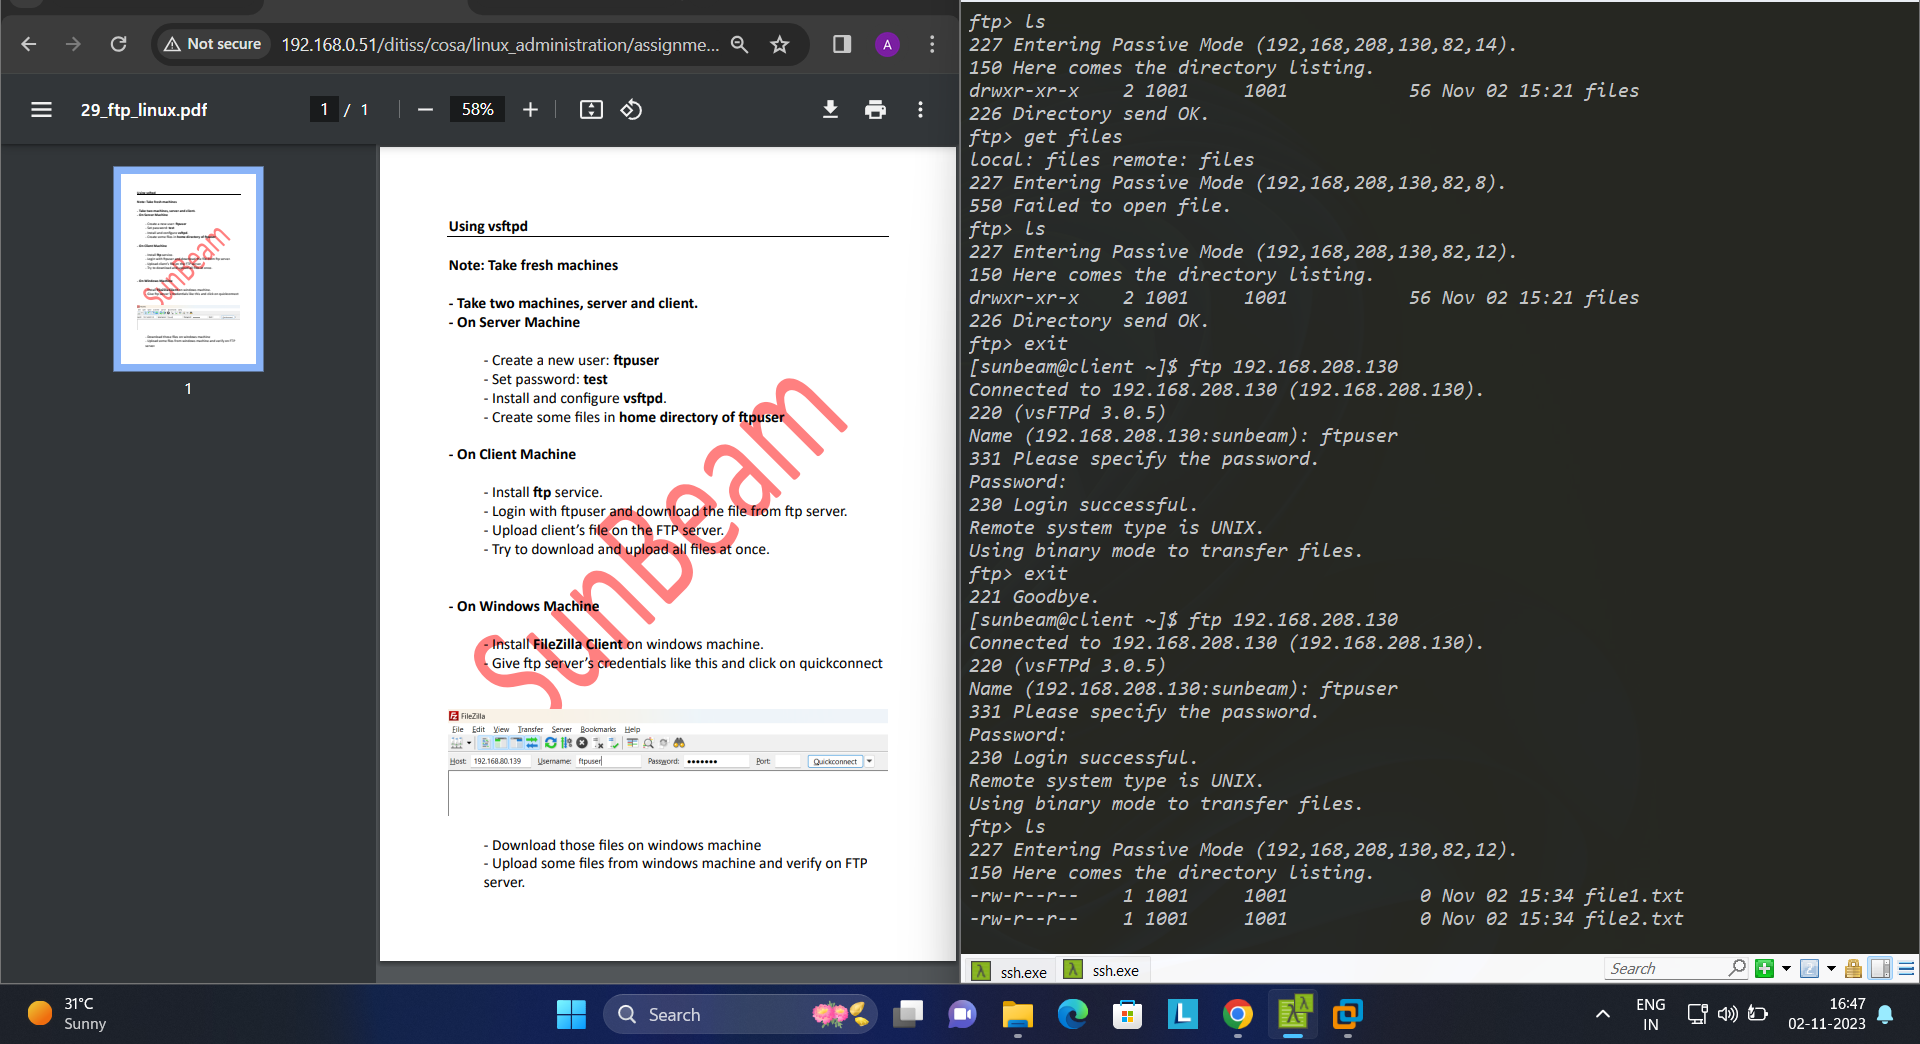 Not secure
192.168.0.51/ditiss/cosa/linux_administration/assignme...
A
29_ftp_linux.pdf
1 / 1
58%
1
Using vsftpd
Note: Take fresh machines
- Take two machines, server and client.
- On Server Machine
- Create a new user: ftpuser
- Set password: test
- Install and configure vsftpd.
- Create some files in home directory of ftpuser
- On Client Machine
- Install ftp service.
- Login with ftpuser and download the file from ftp server.
- Upload client's file on the FTP server.
- Try to download and upload all files at once.
- On Windows Machine
- Install FileZilla Client on windows machine.
- Give ftp server's credentials like this and click on quickconnect
SunBeam
FileZilla
File Edit View Transfer Server Bookmarks Help
Host: 192.168.80.139 Username: ftpuser Password: ●●●●●●● Port: Quickconnect
- Download those files on windows machine
- Upload some files from windows machine and verify on FTP
server.
ftp> ls
227 Entering Passive Mode (192,168,208,130,82,14).
150 Here comes the directory listing.
drwxr-xr-x 2 1001 1001 56 Nov 02 15:21 files
226 Directory send OK.
ftp> get files
local: files remote: files
227 Entering Passive Mode (192,168,208,130,82,8).
550 Failed to open file.
ftp> ls
227 Entering Passive Mode (192,168,208,130,82,12).
150 Here comes the directory listing.
drwxr-xr-x 2 1001 1001 56 Nov 02 15:21 files
226 Directory send OK.
ftp> exit
[sunbeam@client ~]$ ftp 192.168.208.130
Connected to 192.168.208.130 (192.168.208.130).
220 (vsFTPd 3.0.5)
Name (192.168.208.130:sunbeam): ftpuser
331 Please specify the password.
Password:
230 Login successful.
Remote system type is UNIX.
Using binary mode to transfer files.
ftp> exit
221 Goodbye.
[sunbeam@client ~]$ ftp 192.168.208.130
Connected to 192.168.208.130 (192.168.208.130).
220 (vsFTPd 3.0.5)
Name (192.168.208.130:sunbeam): ftpuser
331 Please specify the password.
Password:
230 Login successful.
Remote system type is UNIX.
Using binary mode to transfer files.
ftp> ls
227 Entering Passive Mode (192,168,208,130,82,12).
150 Here comes the directory listing.
-rw-r--r-- 1 1001 1001 0 Nov 02 15:34 file1.txt
-rw-r--r-- 1 1001 1001 0 Nov 02 15:34 file2.txt
ssh.exe
ssh.exe
Search
31°C
Sunny
Search
ENG
IN
16:47
02-11-2023